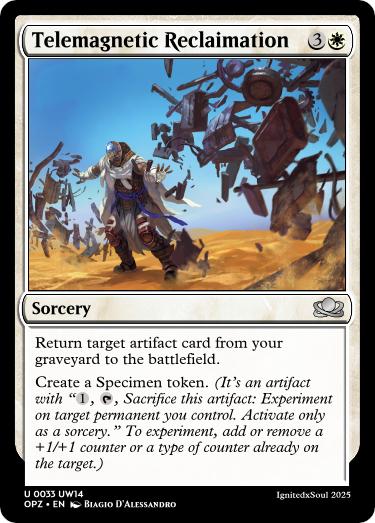 Telemagnetic Reclaimation 3
Sorcery
Return target artifact card from your
graveyard to the battlefield.
Create a Specimen token. (It's an artifact
with “1, , Sacrifice this artifact: Experiment
on target permanent you control. Activate only
as a sorcery.” To experiment, add or remove a
+1/+1 counter or a type of counter already on
the target.)
U 0033 UW14
OPZ • EN Biagio D'Alessandro
IgnitedxSoul 2025